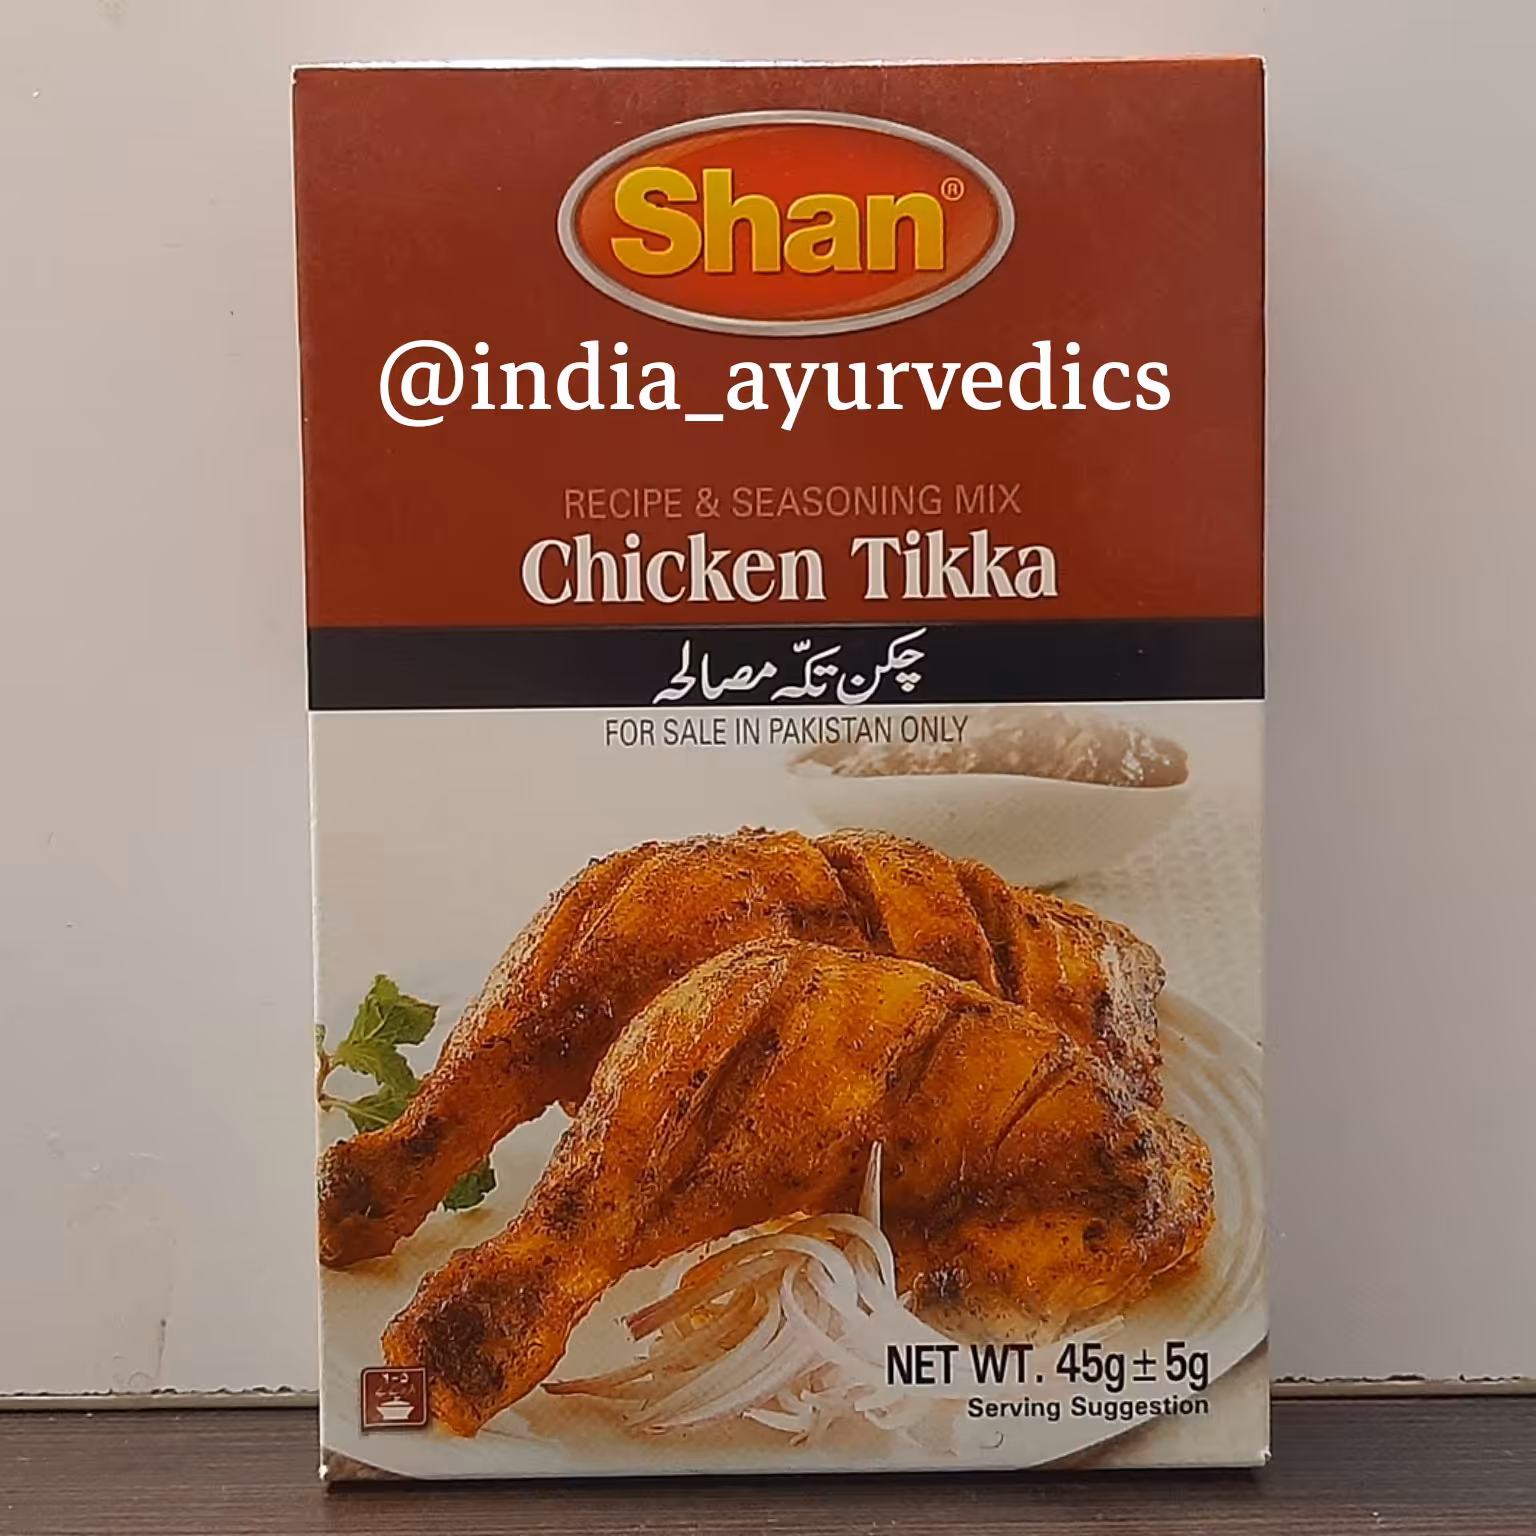 Shan®
@india_ayurvedics
RECIPE & SEASONING MIX
Chicken Tikka
چکن تکّہ مصالحہ
FOR SALE IN PAKISTAN ONLY
NET WT. 45g ± 5g
Serving Suggestion